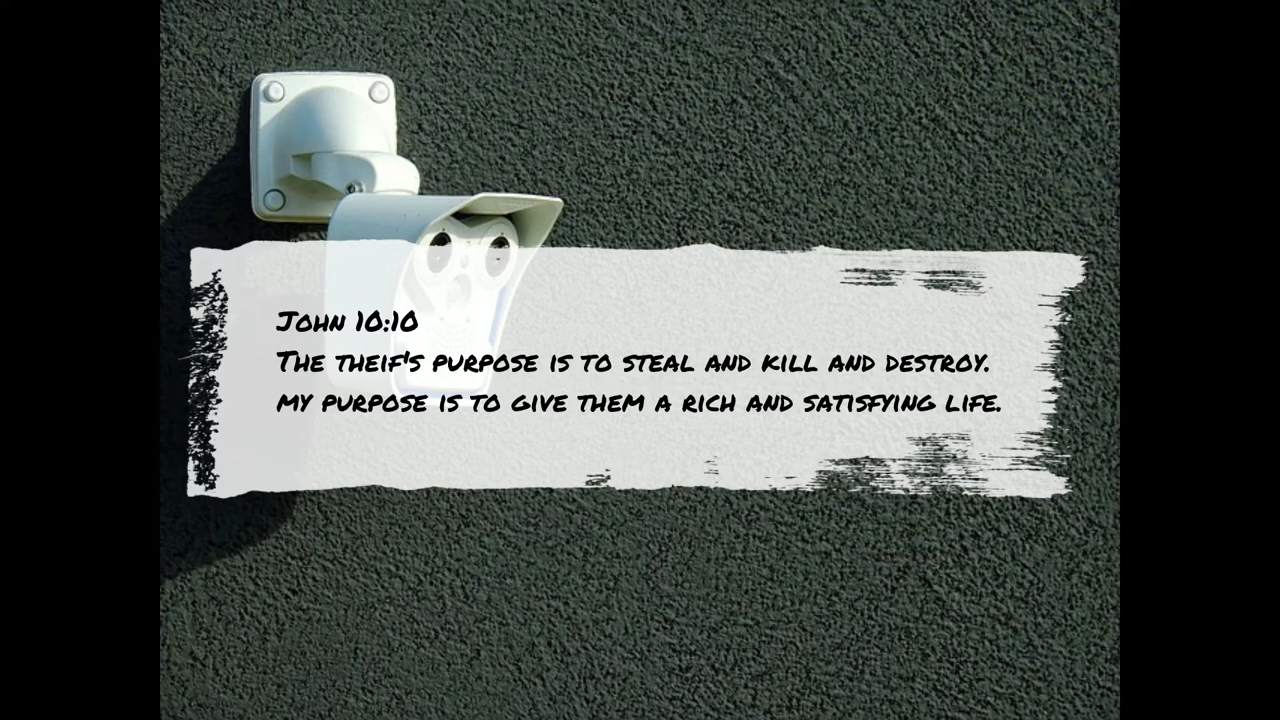 John 10:10
The theif's purpose is to steal and kill and destroy.
my purpose is to give them a rich and satisfying life.